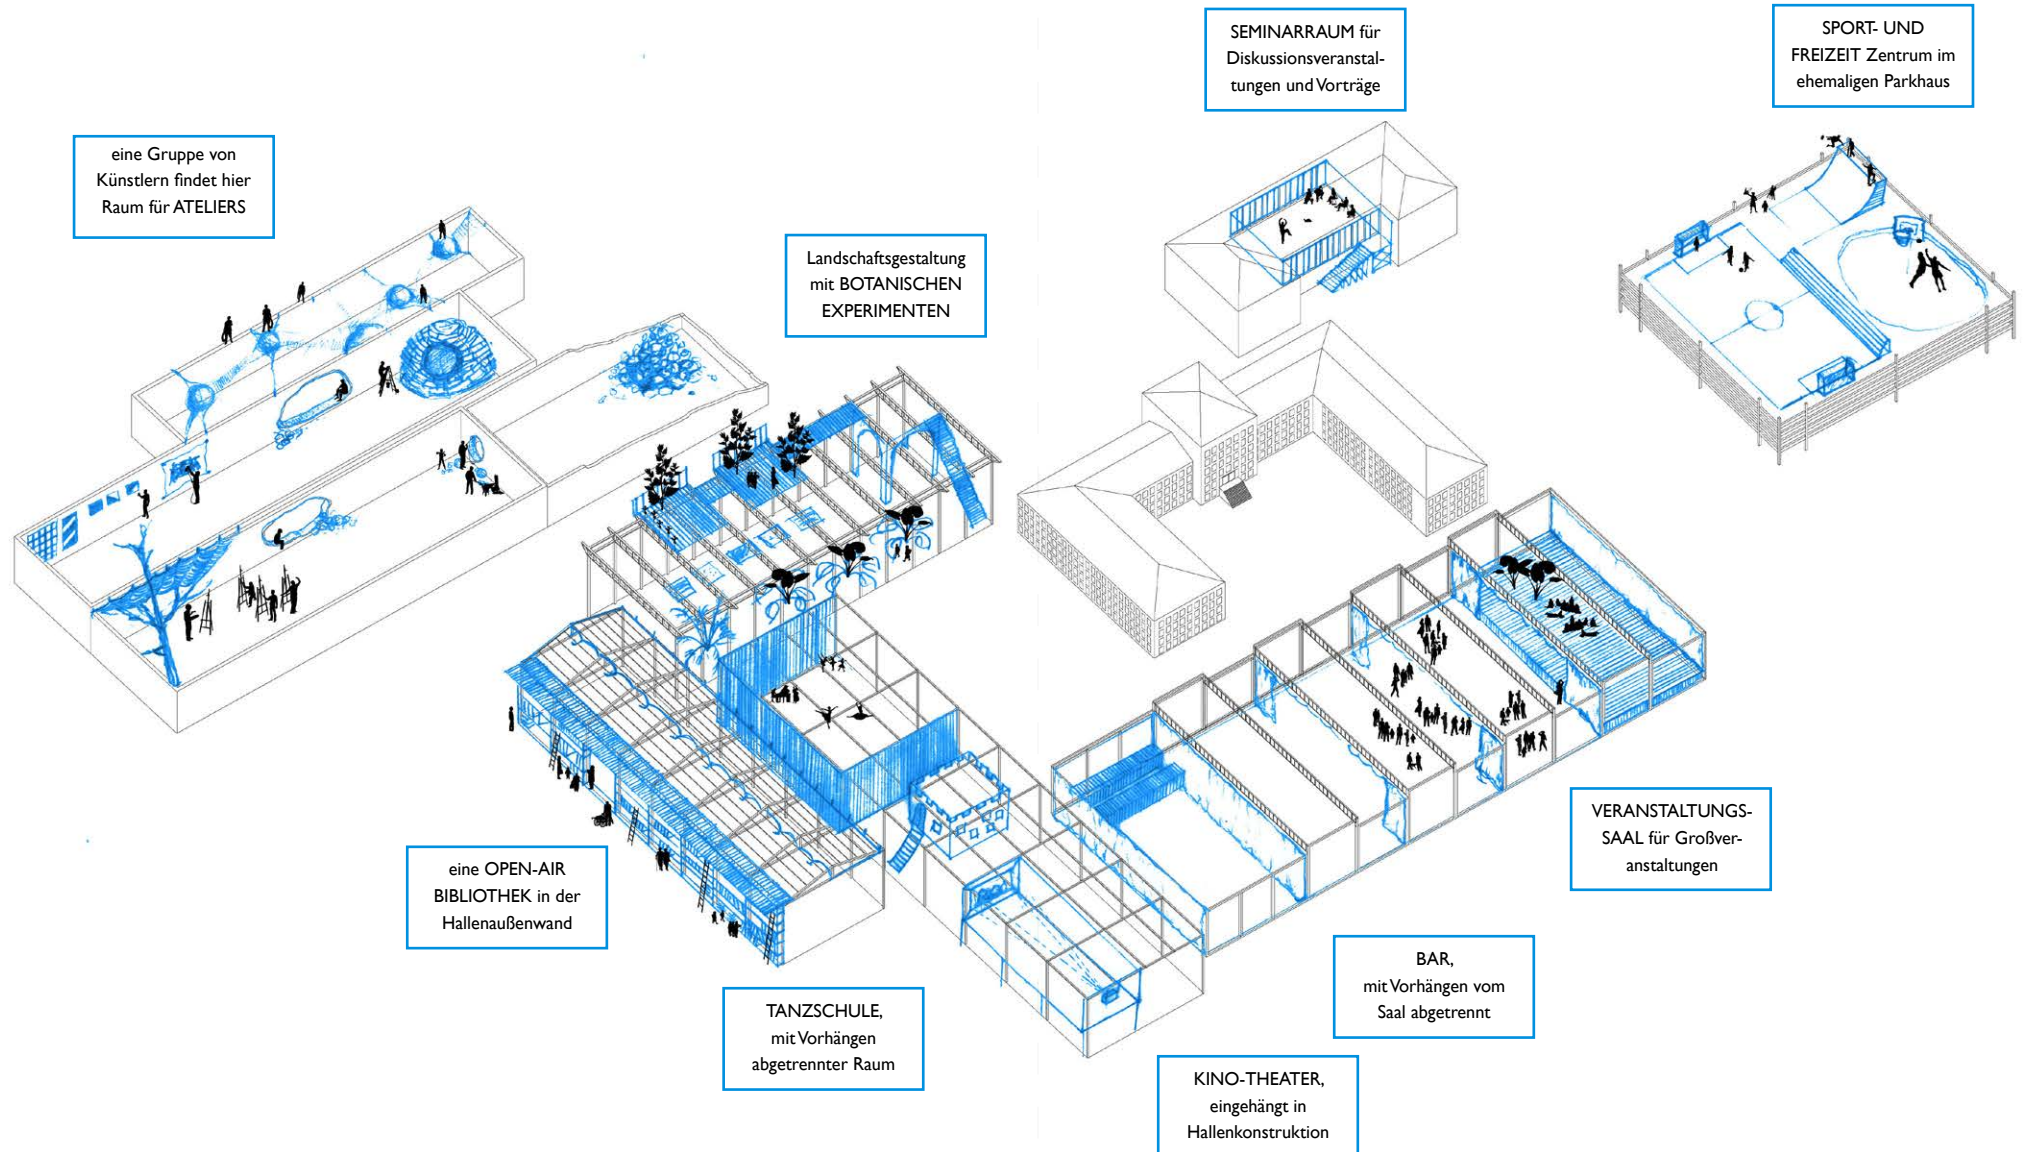 eine Gruppe von
Künstlern findet hier
Raum für ATELIERS
Landschaftsgestaltung
mit BOTANISCHEN
EXPERIMENTEN
SEMINARRAUM für
Diskussionsveranstal-
tungen und Vorträge
SPORT- UND
FREIZEIT Zentrum im
ehemaligen Parkhaus
eine OPEN-AIR
BIBLIOTHEK in der
Hallenaußenwand
TANZSCHULE,
mit Vorhängen
abgetrennter Raum
KINO-THEATER,
eingehängt in
Hallenkonstruktion
BAR,
mit Vorhängen vom
Saal abgetrennt
VERANSTALTUNGS-
SAAL für Großver-
anstaltungen